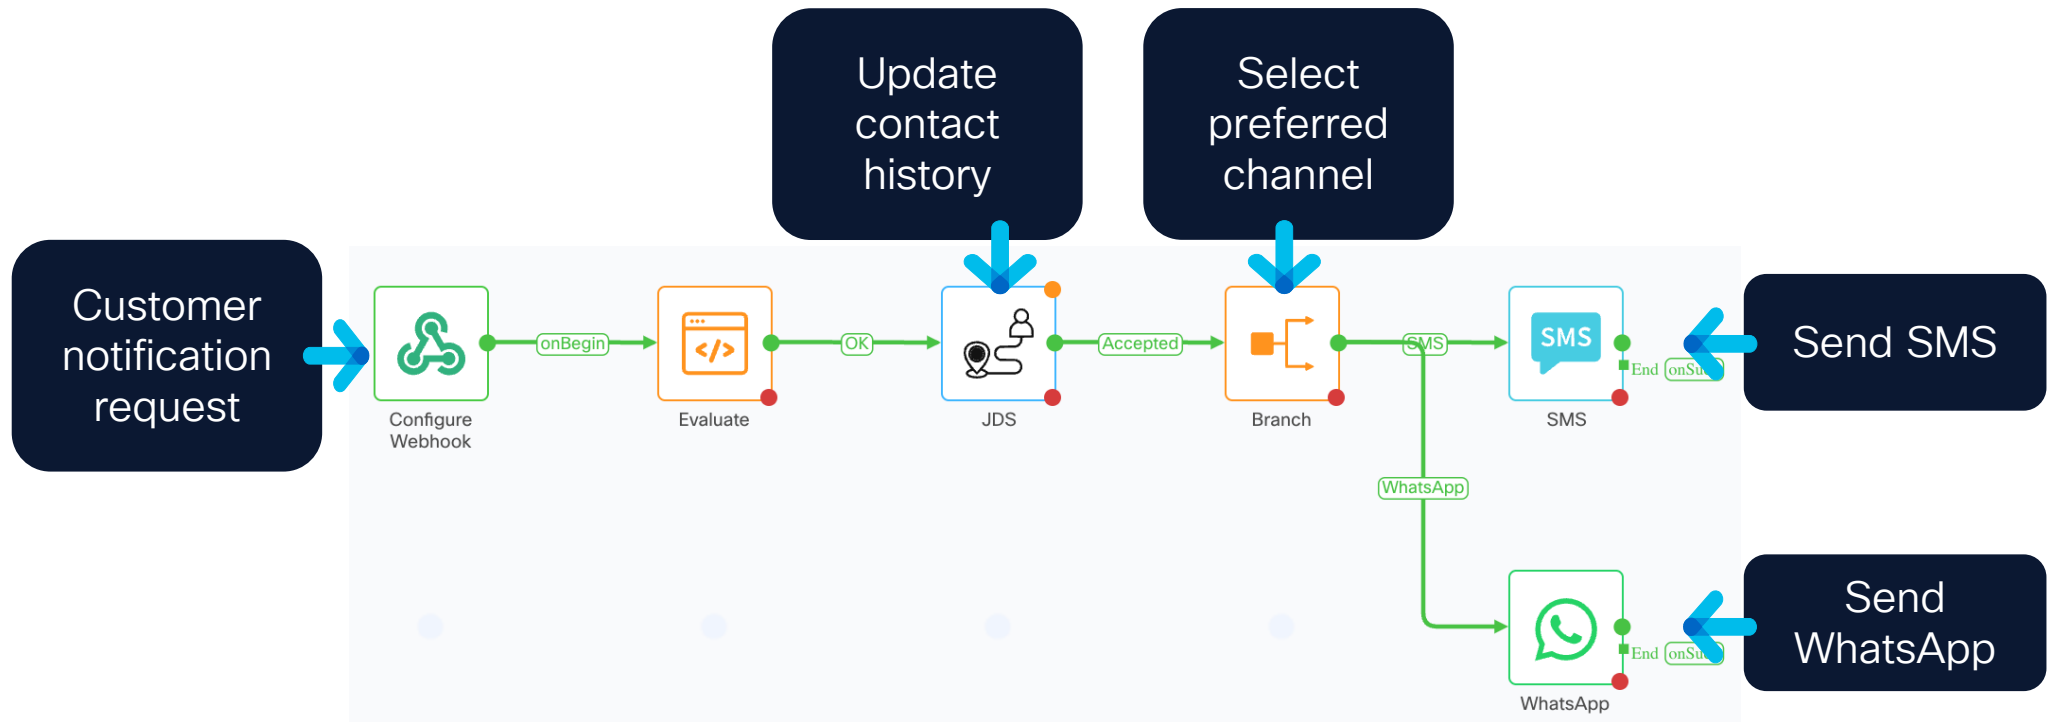 Update
contact
history
Select
preferred
channel
Customer
notification
request
Send SMS
Send
WhatsApp
onBegin
OK
Accepted
SMS
WhatsApp
</>
SMS
End
Configure
Webhook
Evaluate
JDS
Branch
SMS
End
WhatsApp